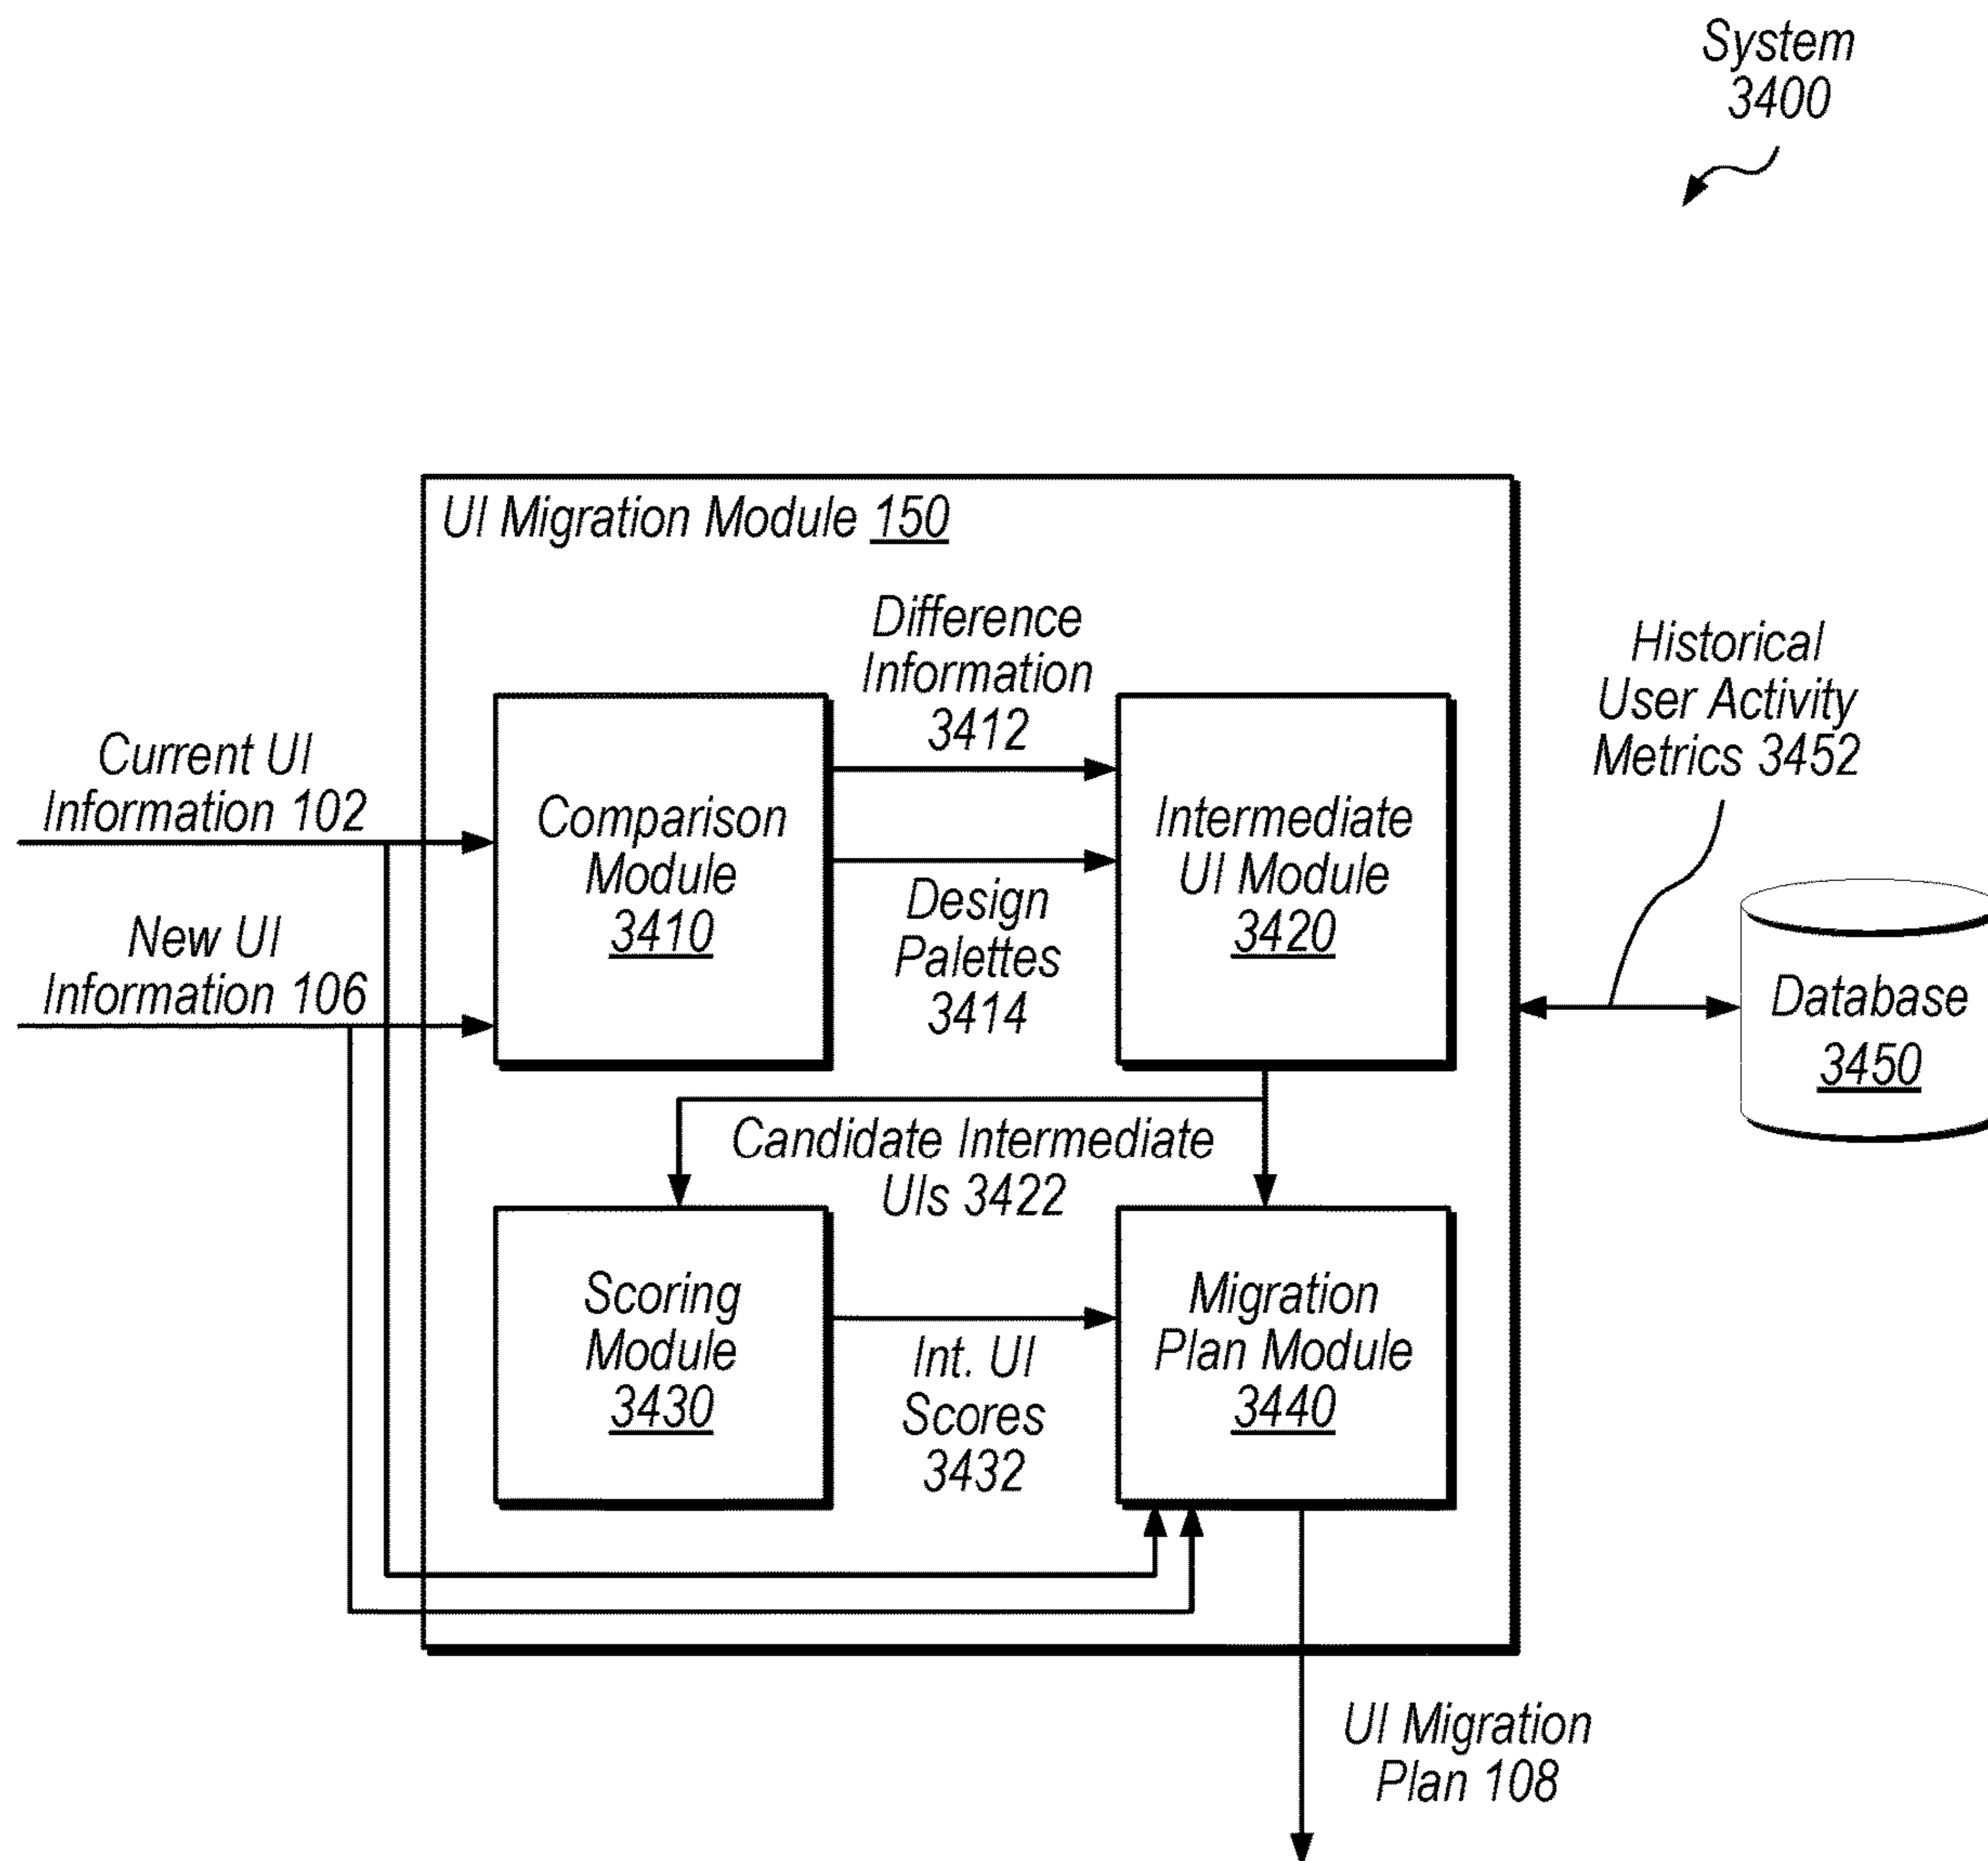 System
3400
UI Migration Module 150
Difference
Information
3412
Historical
User Activity
Metrics 3452
Current UI
Information 102
Comparison
Module
3410
Intermediate
UI Module
3420
Design
Palettes
3414
New UI
Information 106
Database
3450
Candidate Intermediate
UIs 3422
Scoring
Module
3430
Int. UI
Scores
3432
Migration
Plan Module
3440
UI Migration
Plan 108